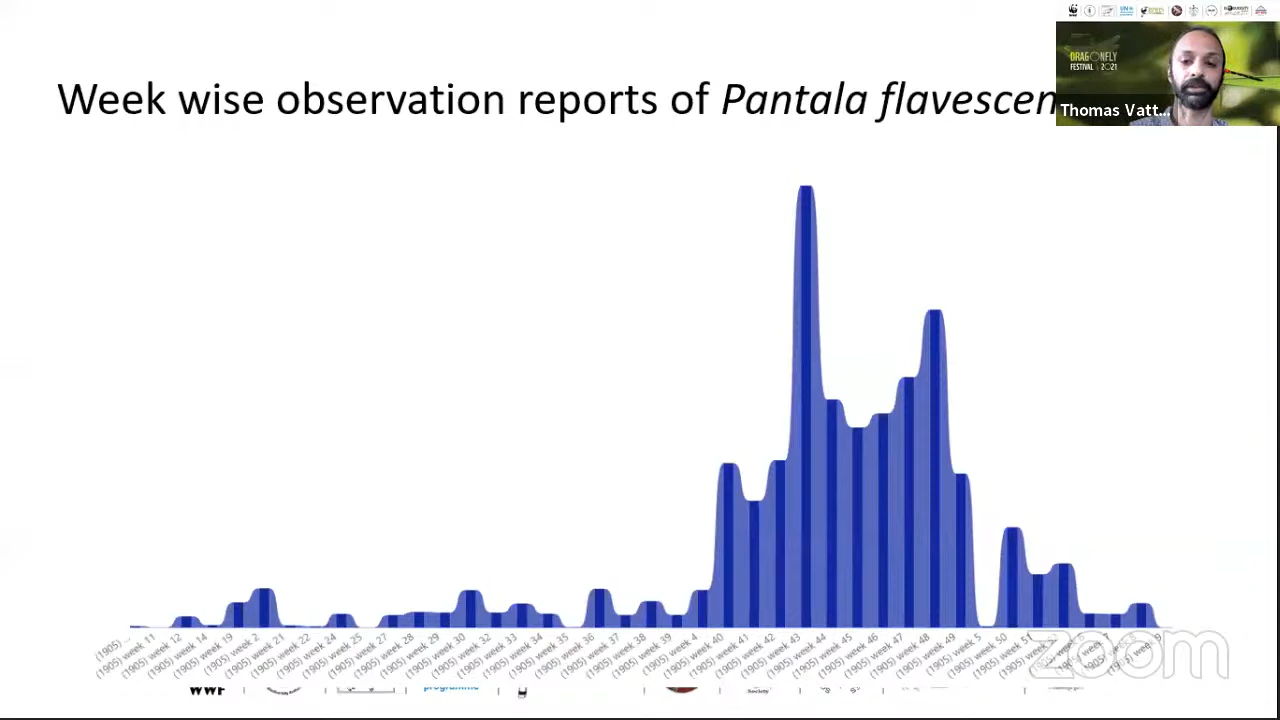 Week wise observation reports of Pantala flavescen
DRAGONFLY
FESTIVAL 2021
Thomas Vatt...
(1905) ...
(1905) week 11
(1905) week 12
(1905) week 14
(1905) week 19
(1905) week 2
(1905) week 21
(1905) week 22
(1905) week 24
(1905) week 25
(1905) week 27
(1905) week 28
(1905) week 29
(1905) week 30
(1905) week 32
(1905) week 33
(1905) week 34
(1905) week 35
(1905) week 36
(1905) week 37
(1905) week 38
(1905) week 39
(1905) week 4
(1905) week 40
(1905) week 41
(1905) week 42
(1905) week 43
(1905) week 44
(1905) week 45
(1905) week 46
(1905) week 47
(1905) week 48
(1905) week 49
(1905) week 5
(1905) week 50
(1905) week 51
zoom
WWF
programme
Society